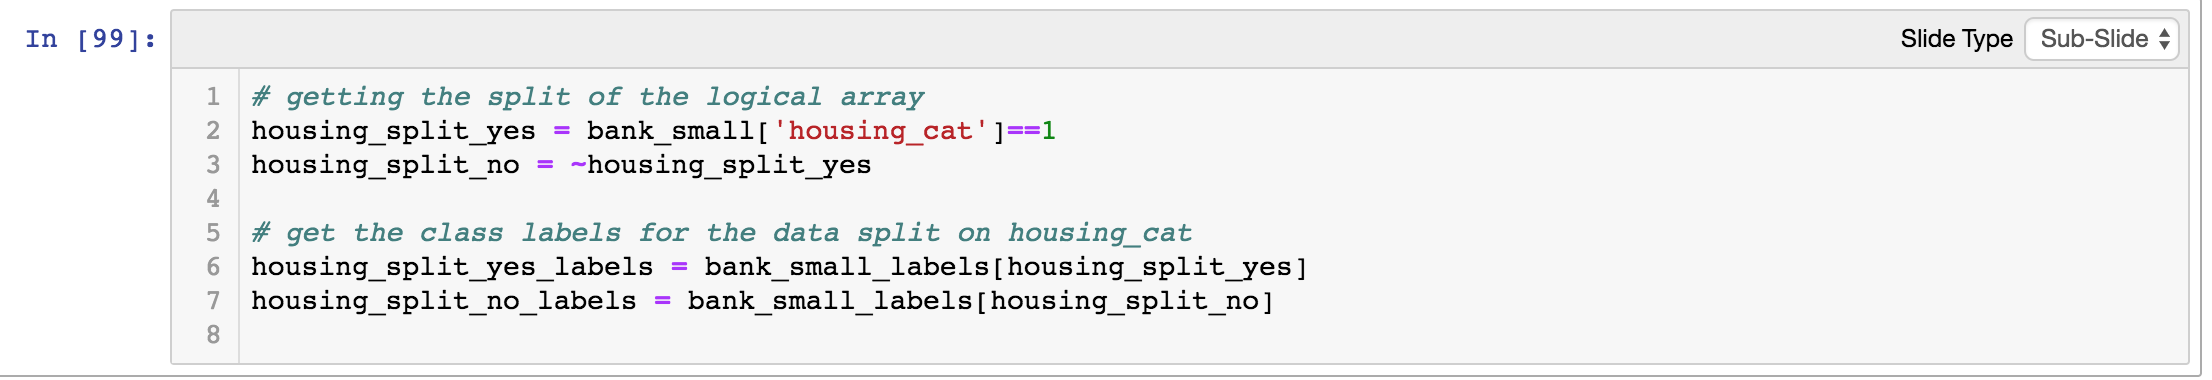 In [99]:
Slide Type Sub-Slide
1 # getting the split of the logical array
2 housing_split_yes = bank_small['housing_cat']==1
3 housing_split_no = ~housing_split_yes
4
5 # get the class labels for the data split on housing_cat
6 housing_split_yes_labels = bank_small_labels[housing_split_yes]
7 housing_split_no_labels = bank_small_labels[housing_split_no]
8